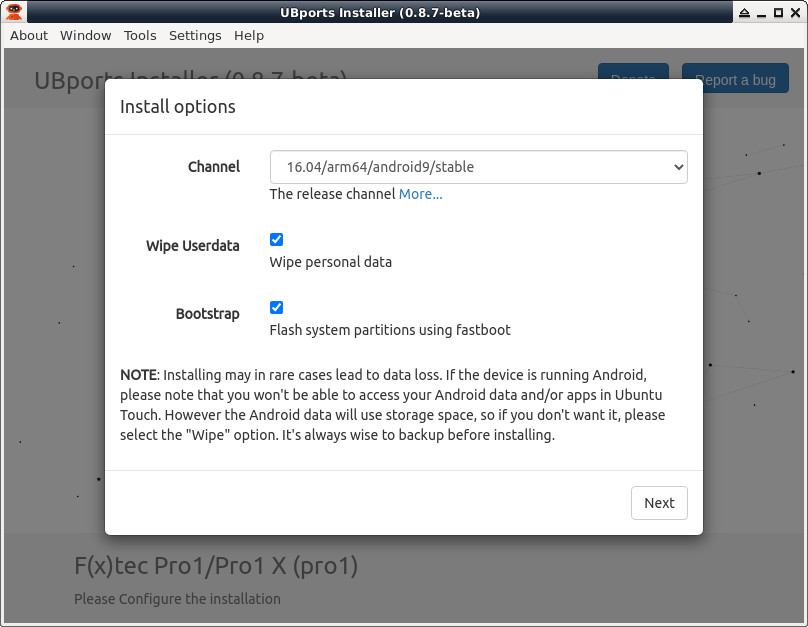 UBports Installer (0.8.7-beta)
About Window Tools Settings Help
UBports Installer (0.8.7-beta)
Donate
Report a bug
Install options
Channel
16.04/arm64/android9/stable
The release channel More...
Wipe Userdata
Wipe personal data
Bootstrap
Flash system partitions using fastboot
NOTE: Installing may in rare cases lead to data loss. If the device is running Android,
please note that you won't be able to access your Android data and/or apps in Ubuntu
Touch. However the Android data will use storage space, so if you don't want it, please
select the "Wipe" option. It's always wise to backup before installing.
Next
F(x)tec Pro1/Pro1 X (pro1)
Please Configure the installation